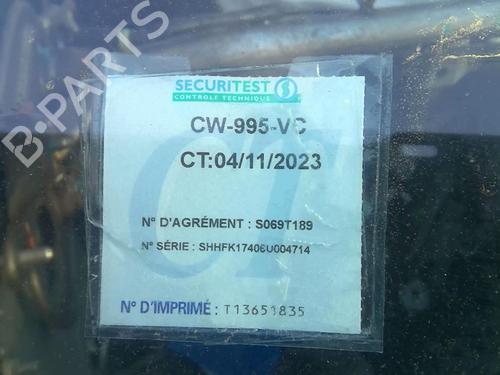 B-PARTS
SECURITEST
CONTROLE TECHNIQUE
CW-995-VC
CT:04/11/2023
N° D'AGRÉMENT : S069T189
N° SÉRIE : SHHFK17406U004714
N° D'IMPRIMÉ : T13651835